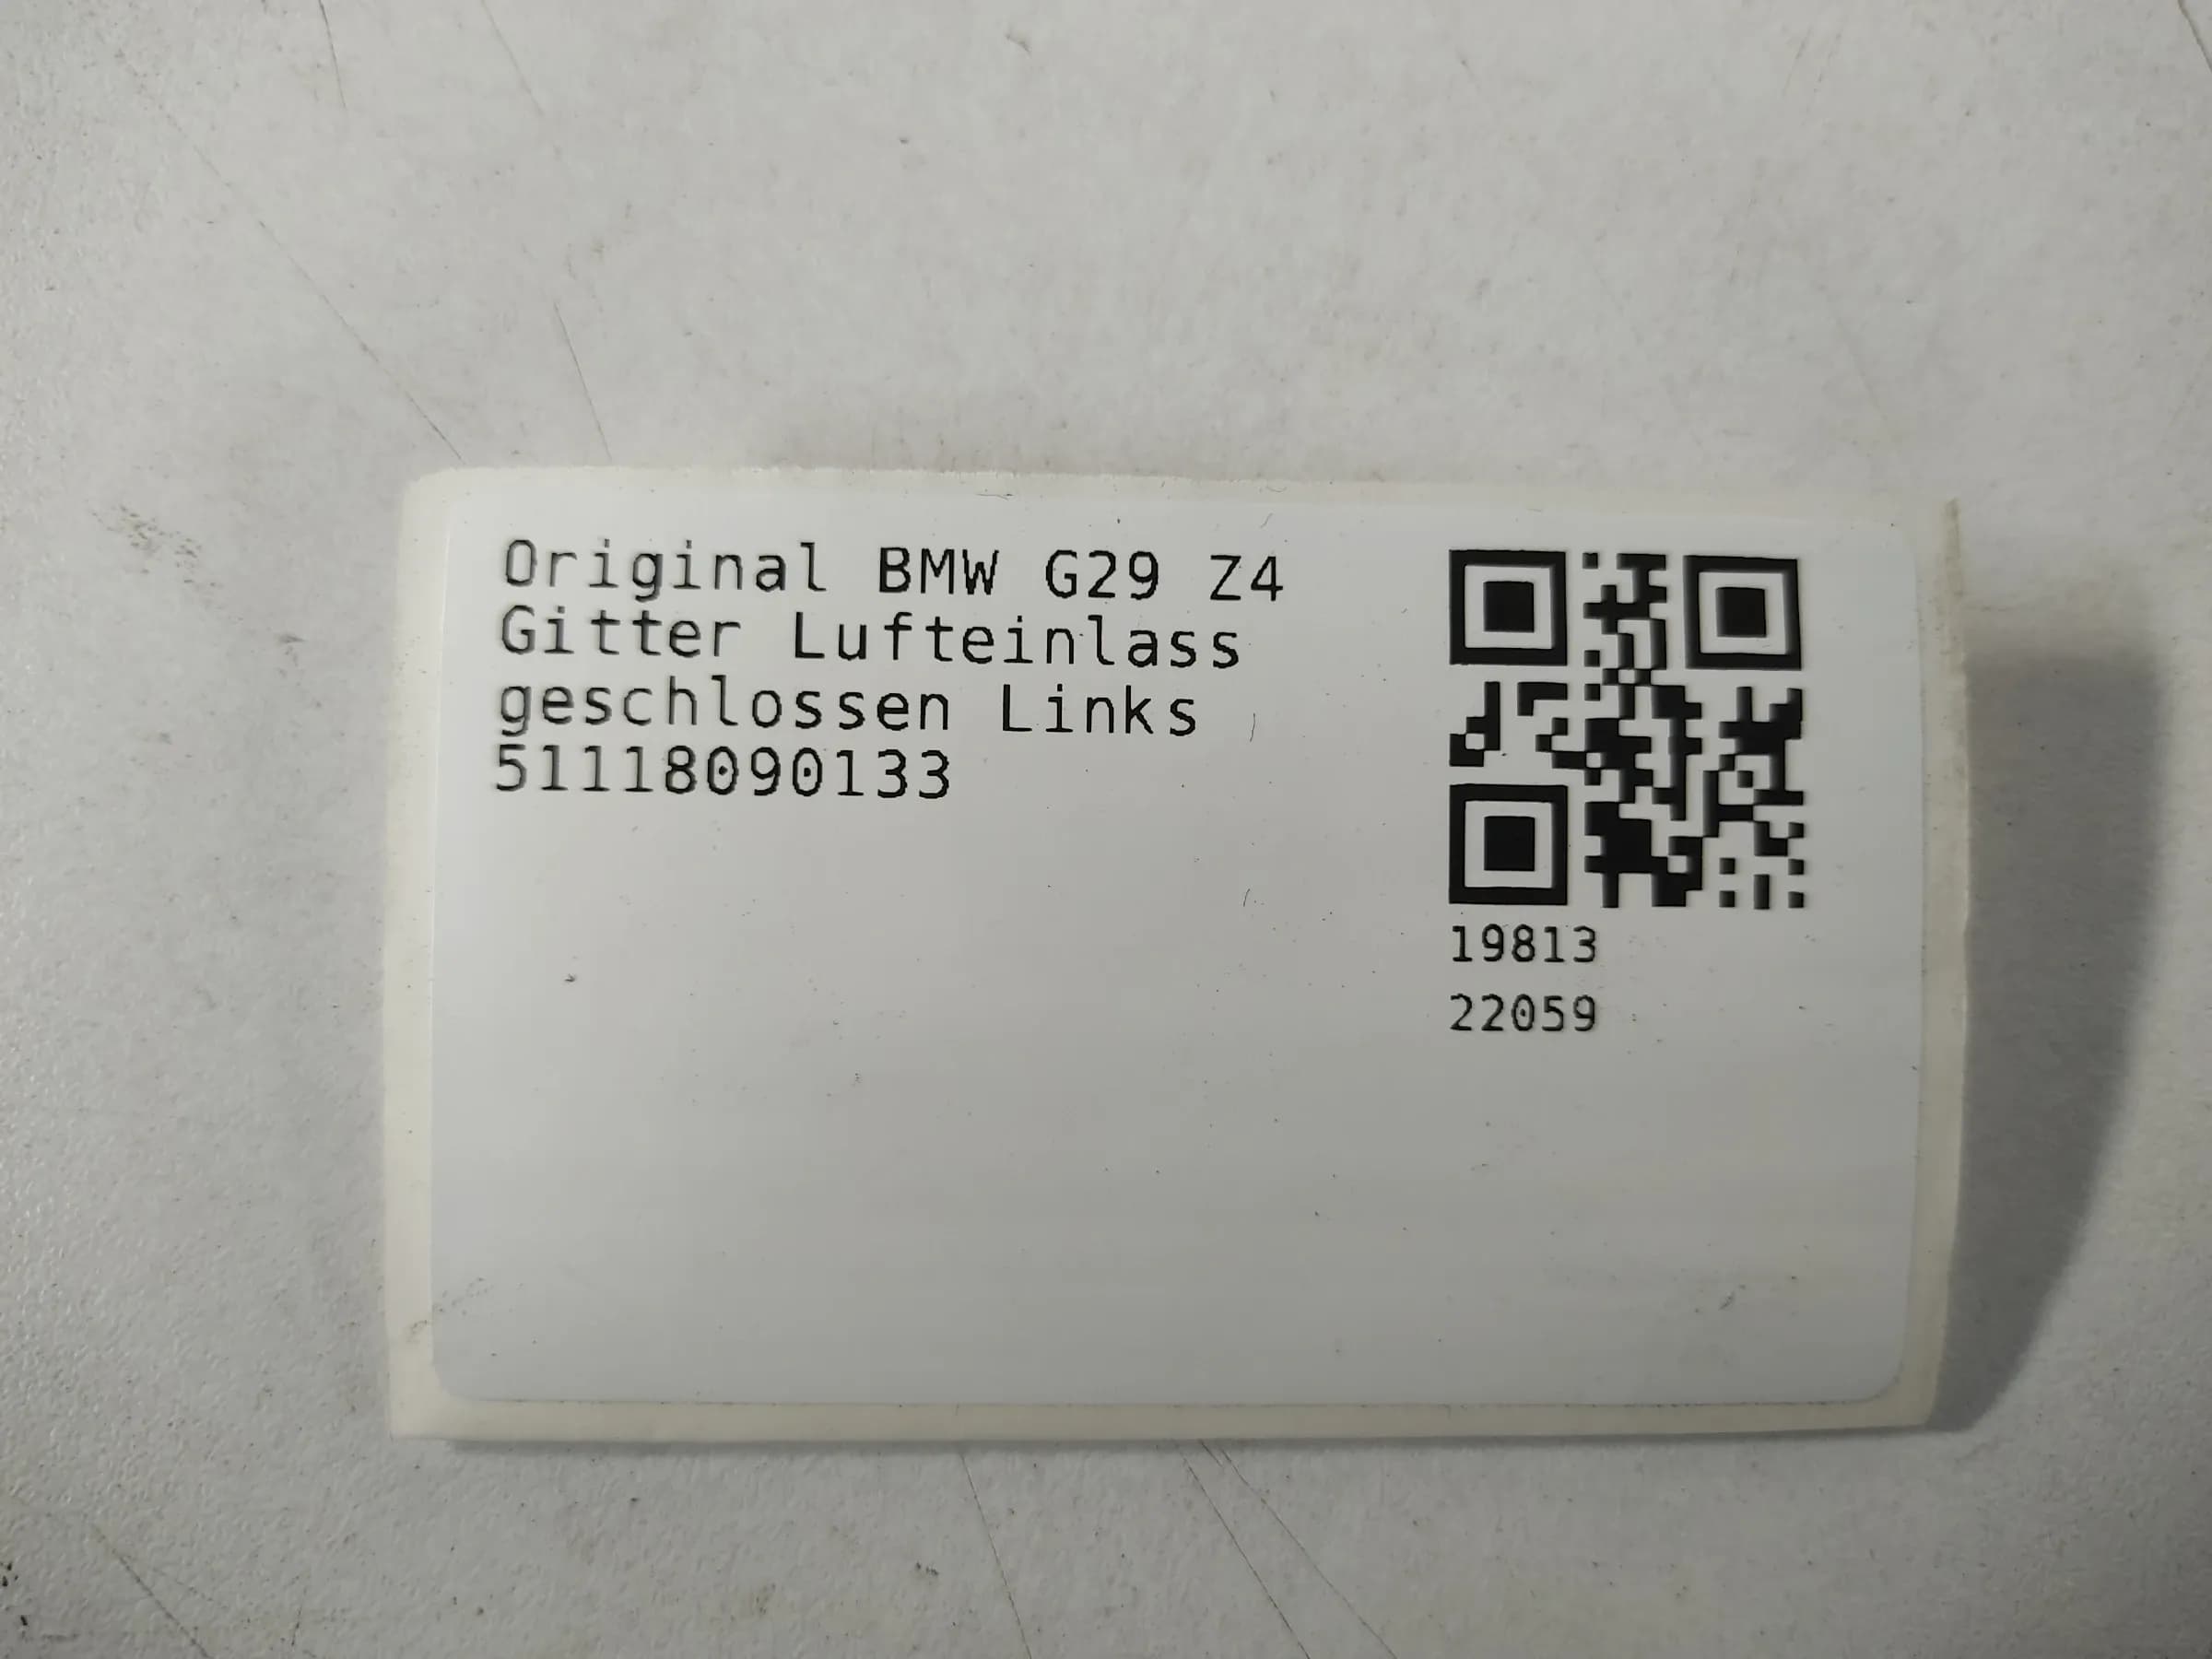 Original BMW G29 Z4
Gitter Lufteinlass
geschlossen Links
51118090133
19813
22059